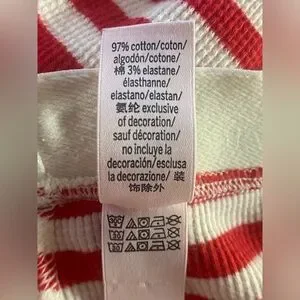 97% cotton/coton/
algodón/cotone/
棉 3% elastane/
élasthanne/
elastano/elastan/
氨纶 exclusive
of decoration/
sauf décoration/
no incluye la
decoración/esclusa
la decorazione/ 装
饰除外